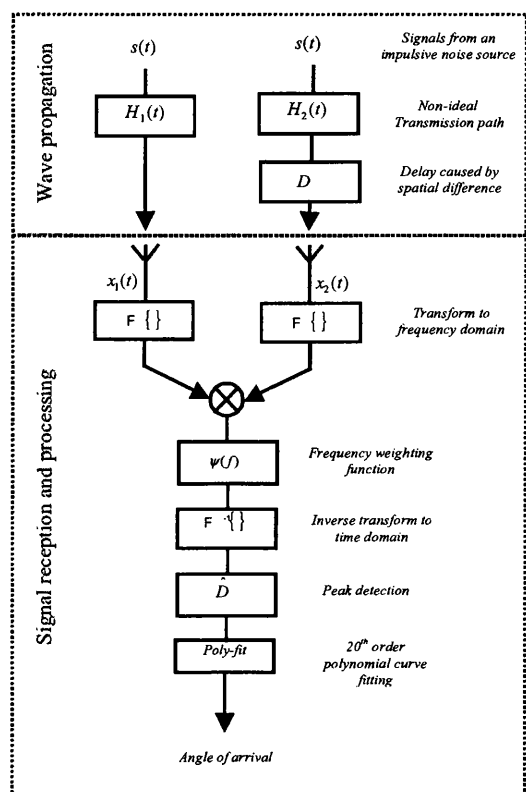 Wave propagation
s(t)
s(t)
Signals from an
impulsive noise source
H₁(t)
H₂(t)
Non-ideal
Transmission path
D
Delay caused by
spatial difference
Signal reception and processing
x₁(t)
x₂(t)
F { }
F { }
Transform to
frequency domain
ψ(f)
Frequency weighting
function
F ⁻¹{ }
Inverse transform to
time domain
D̂
Peak detection
Poly-fit
20ᵗʰ order
polynomial curve
fitting
Angle of arrival